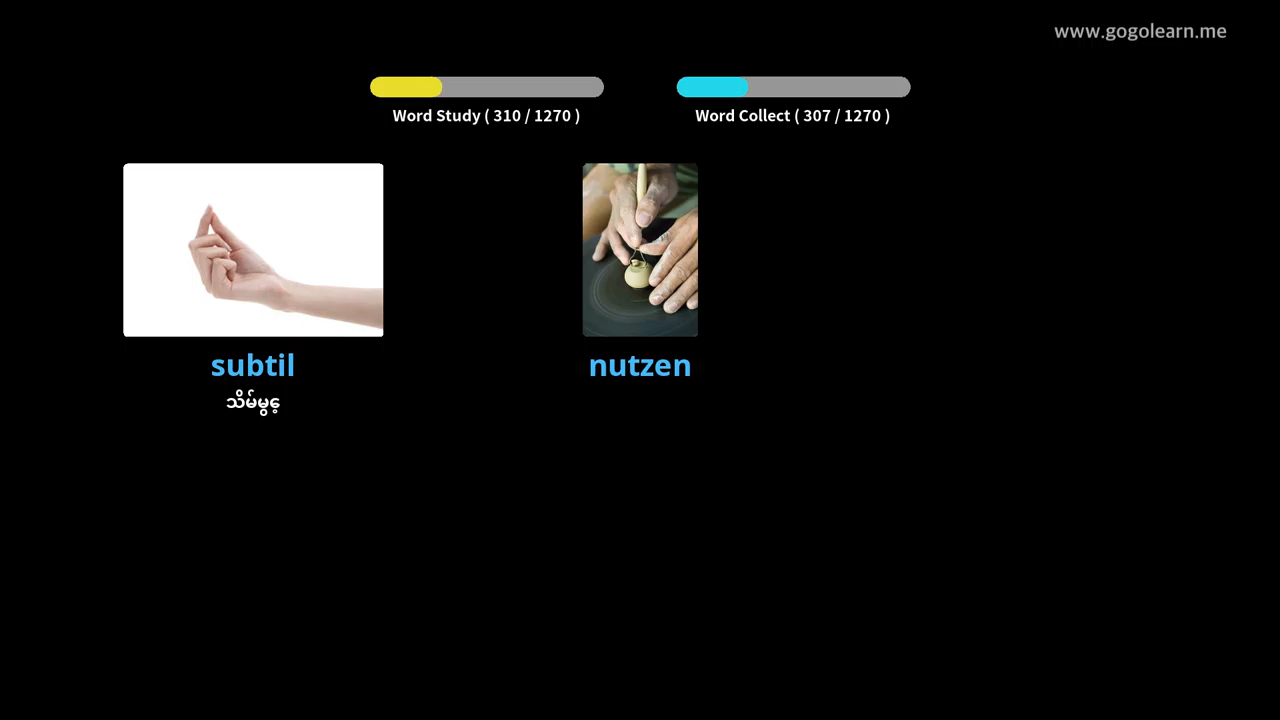 www.gogolearn.me
Word Study ( 310 / 1270 )
Word Collect ( 307 / 1270 )
subtil
သိမ်မွေ့
nutzen